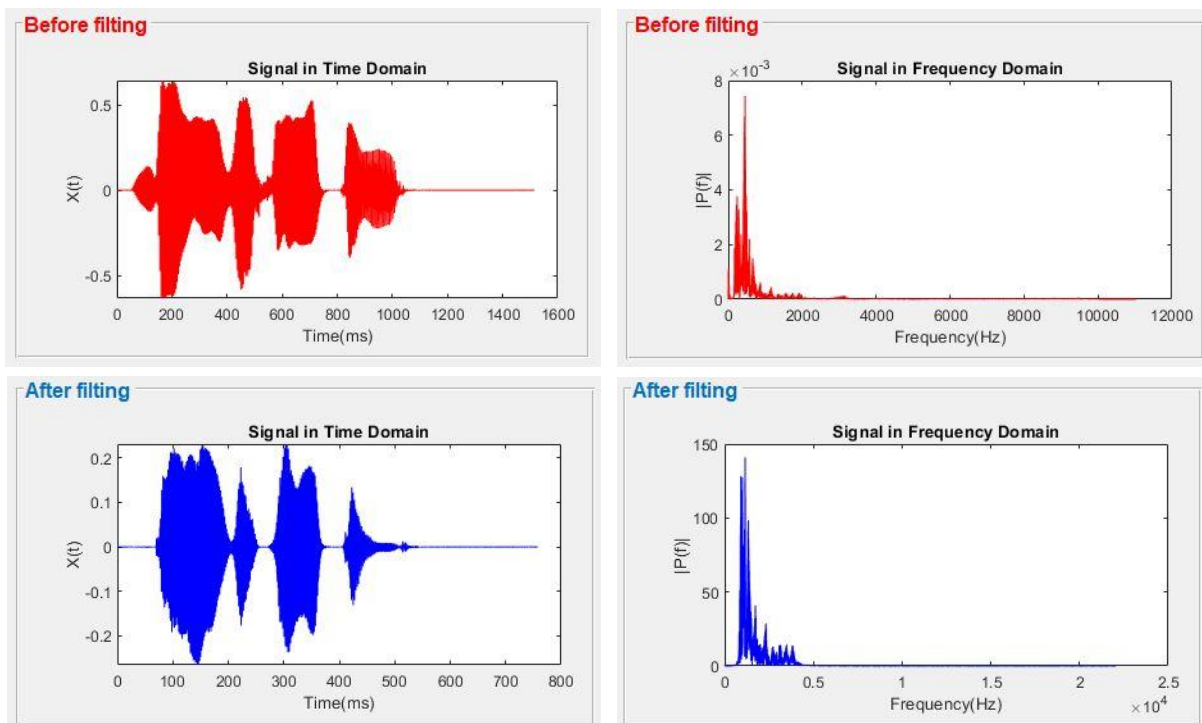 Before filting
Signal in Time Domain
0.5
0
-0.5
X(t)
0 200 400 600 800 1000 1200 1400 1600
Time(ms)
Before filting
×10⁻³
Signal in Frequency Domain
8
6
4
2
0
|P(f)|
0 2000 4000 6000 8000 10000 12000
Frequency(Hz)
After filting
Signal in Time Domain
0.2
0.1
0
-0.1
-0.2
X(t)
0 100 200 300 400 500 600 700 800
Time(ms)
After filting
Signal in Frequency Domain
150
100
50
0
|P(f)|
0 0.5 1 1.5 2 2.5
Frequency(Hz)
×10⁴